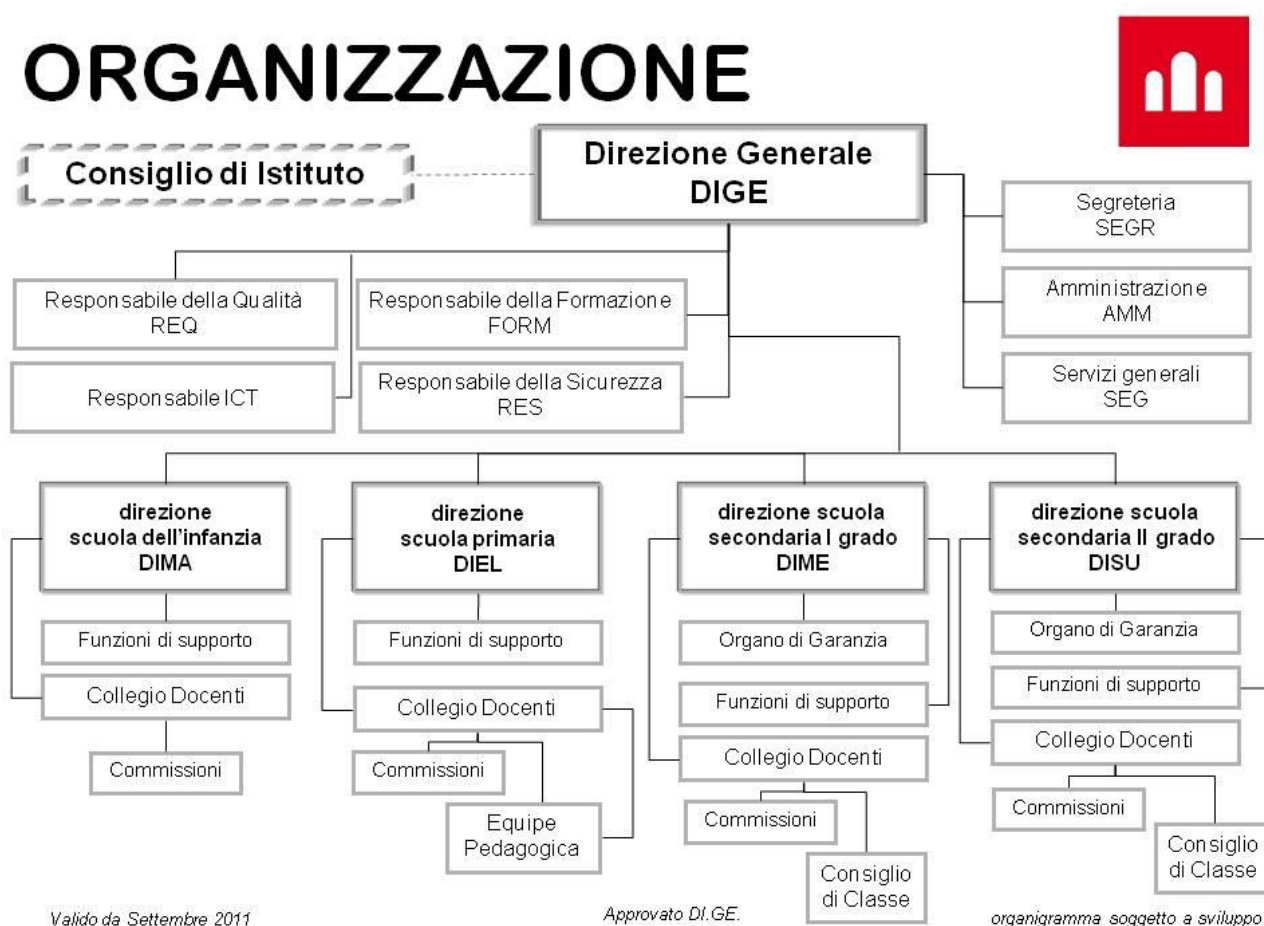 ORGANIZZAZIONE
Consiglio di Istituto
Direzione Generale
DIGE
Segreteria
SEGR
Amministrazione
AMM
Servizi generali
SEG
Responsabile della Qualità
REQ
Responsabile della Formazione
FORM
Responsabile ICT
Responsabile della Sicurezza
RES
direzione
scuola dell'infanzia
DIMA
Funzioni di supporto
Collegio Docenti
Commissioni
direzione
scuola primaria
DIEL
Funzioni di supporto
Collegio Docenti
Commissioni
Equipe
Pedagogica
direzione scuola
secondaria I grado
DIME
Organo di Garanzia
Funzioni di supporto
Collegio Docenti
Commissioni
Consiglio
di Classe
direzione scuola
secondaria II grado
DISU
Organo di Garanzia
Funzioni di supporto
Collegio Docenti
Commissioni
Consiglio
di Classe
Valido da Settembre 2011
Approvato DI.GE.
organigramma soggetto a sviluppo